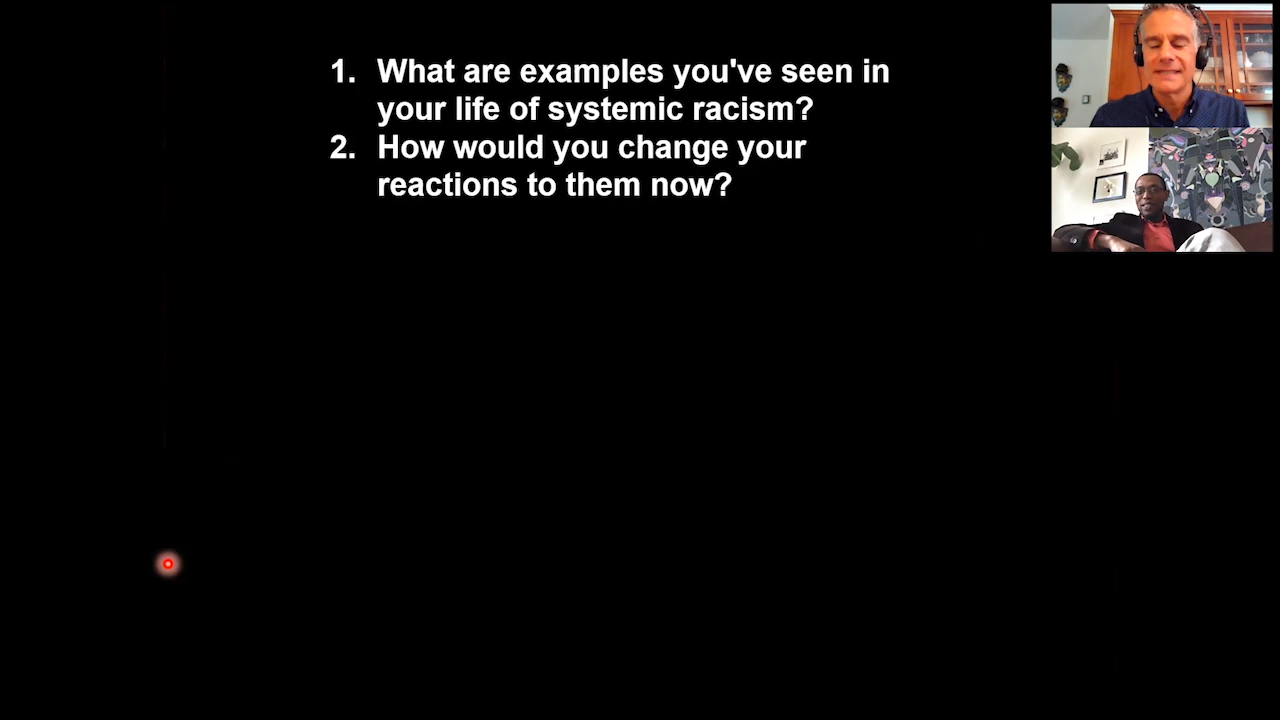 1. What are examples you've seen in
your life of systemic racism?
2. How would you change your
reactions to them now?